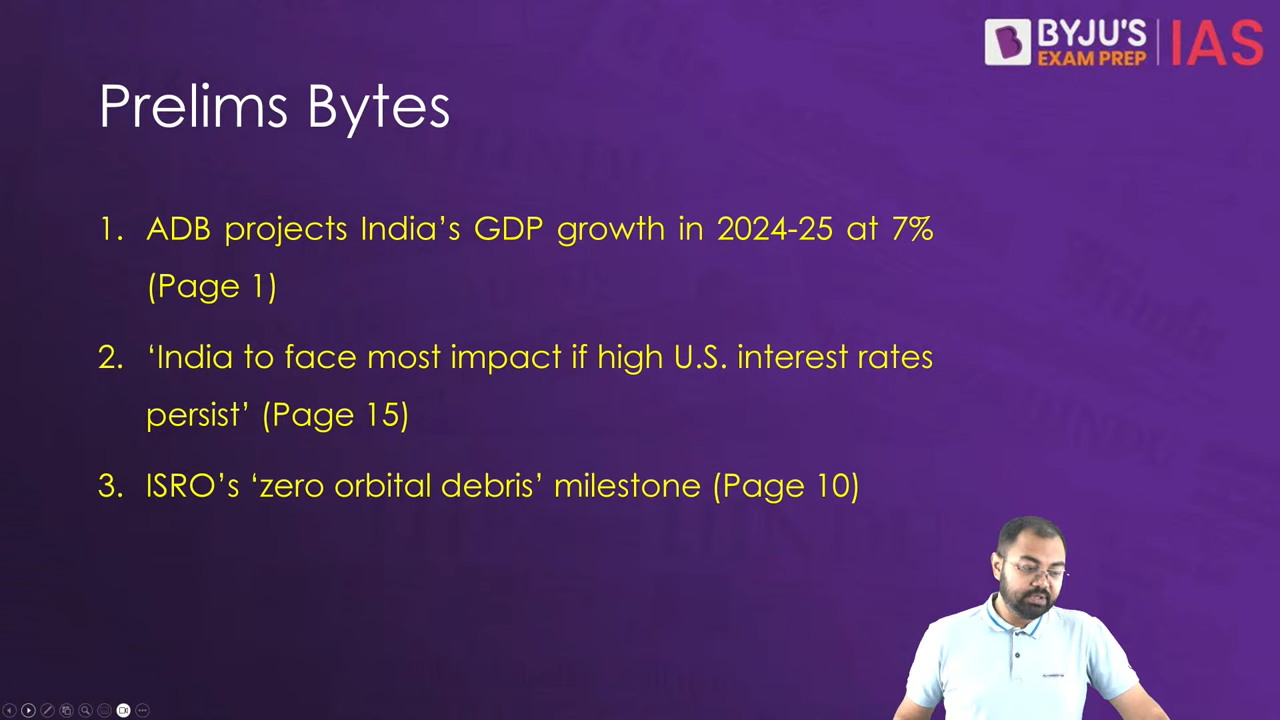 BYJU'S
EXAM PREP
IAS
Prelims Bytes
1. ADB projects India’s GDP growth in 2024-25 at 7%
(Page 1)
2. ‘India to face most impact if high U.S. interest rates
persist’ (Page 15)
3. ISRO’s ‘zero orbital debris’ milestone (Page 10)